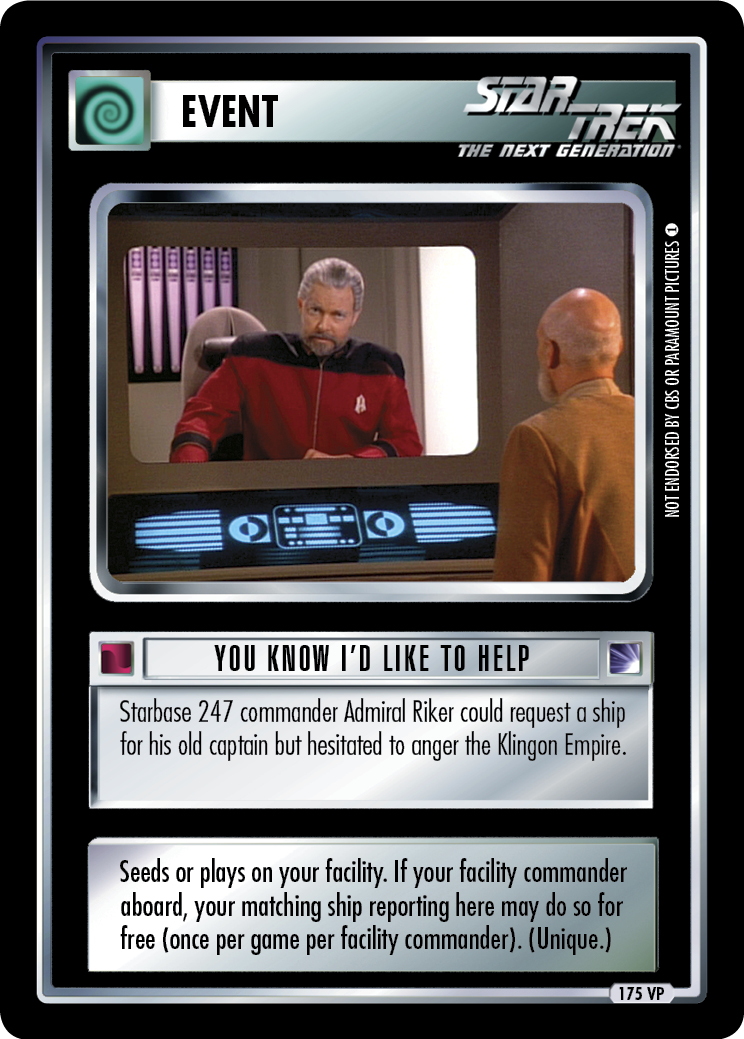 EVENT
STAR TREK
THE NEXT GENERATION
NOT ENDORSED BY CBS OR PARAMOUNT PICTURES 1
YOU KNOW I'D LIKE TO HELP
Starbase 247 commander Admiral Riker could request a ship
for his old captain but hesitated to anger the Klingon Empire.
Seeds or plays on your facility. If your facility commander
aboard, your matching ship reporting here may do so for
free (once per game per facility commander). (Unique.)
175 VP